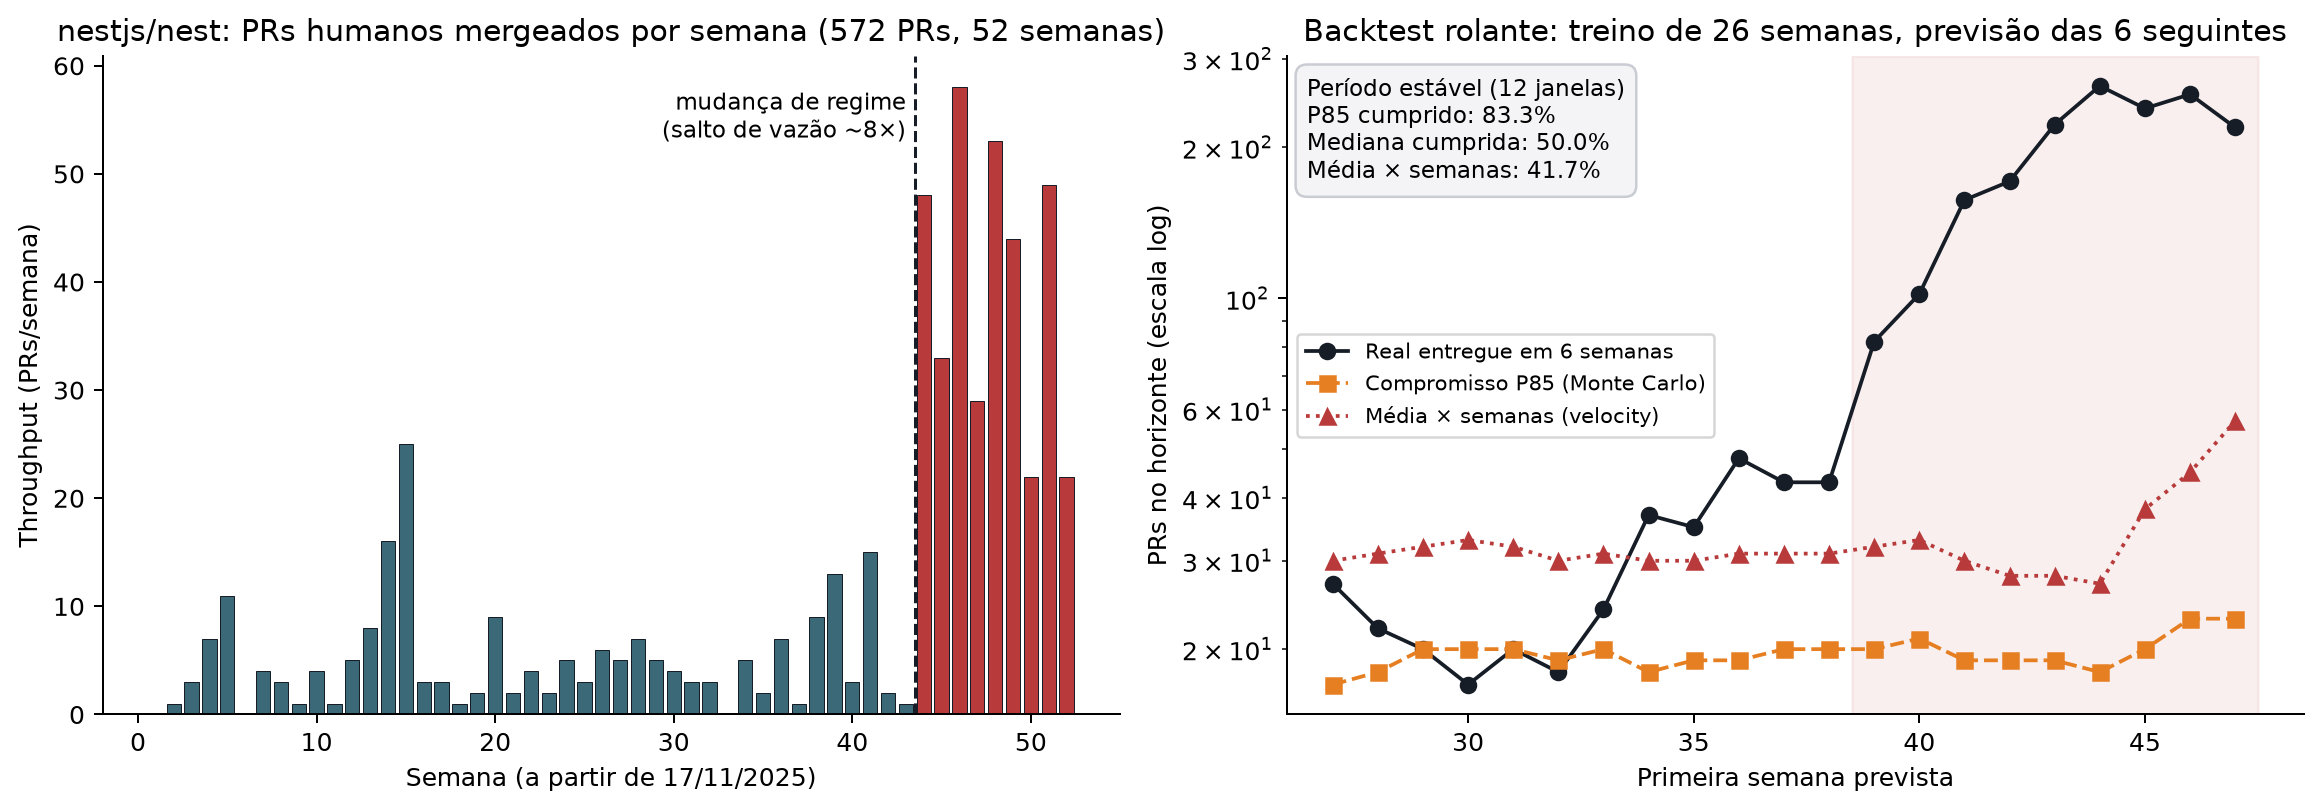 nestjs/nest: PRs humanos mergeados por semana (572 PRs, 52 semanas)
Throughput (PRs/semana)
60
50
40
30
20
10
0
mudança de regime
(salto de vazão ~8×)
0
10
20
30
40
50
Semana (a partir de 17/11/2025)
Backtest rolante: treino de 26 semanas, previsão das 6 seguintes
PRs no horizonte (escala log)
3 × 10²
2 × 10²
10²
6 × 10¹
4 × 10¹
3 × 10¹
2 × 10¹
Período estável (12 janelas)
P85 cumprido: 83.3%
Mediana cumprida: 50.0%
Média × semanas: 41.7%
Real entregue em 6 semanas
Compromisso P85 (Monte Carlo)
Média × semanas (velocity)
30
35
40
45
Primeira semana prevista